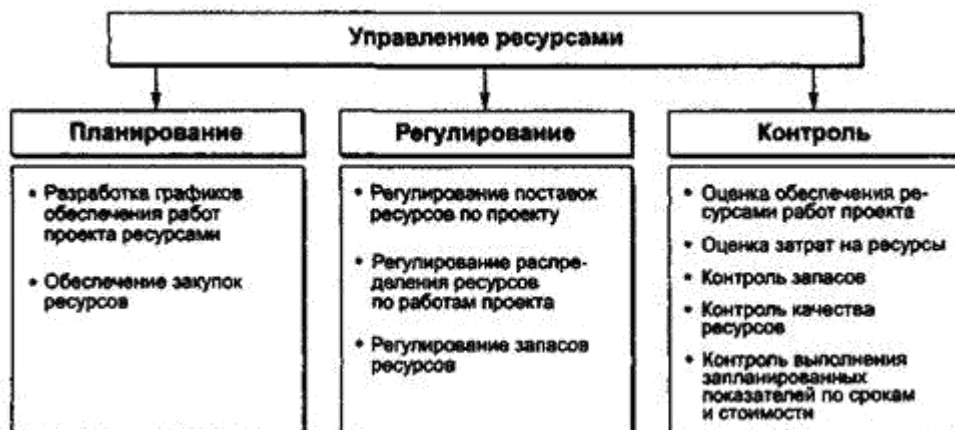 Управление ресурсами
Планирование
• Разработка графиков
обеспечения работ
проекта ресурсами
• Обеспечение закупок
ресурсов
Регулирование
• Регулирование поставок
ресурсов по проекту
• Регулирование распре-
деления ресурсов
по работам проекта
• Регулирование запасов
ресурсов
Контроль
• Оценка обеспечения ре-
сурсами работ проекта
• Оценка затрат на ресурсы
• Контроль запасов
• Контроль качества
ресурсов
• Контроль выполнения
запланированных
показателей по срокам
и стоимости